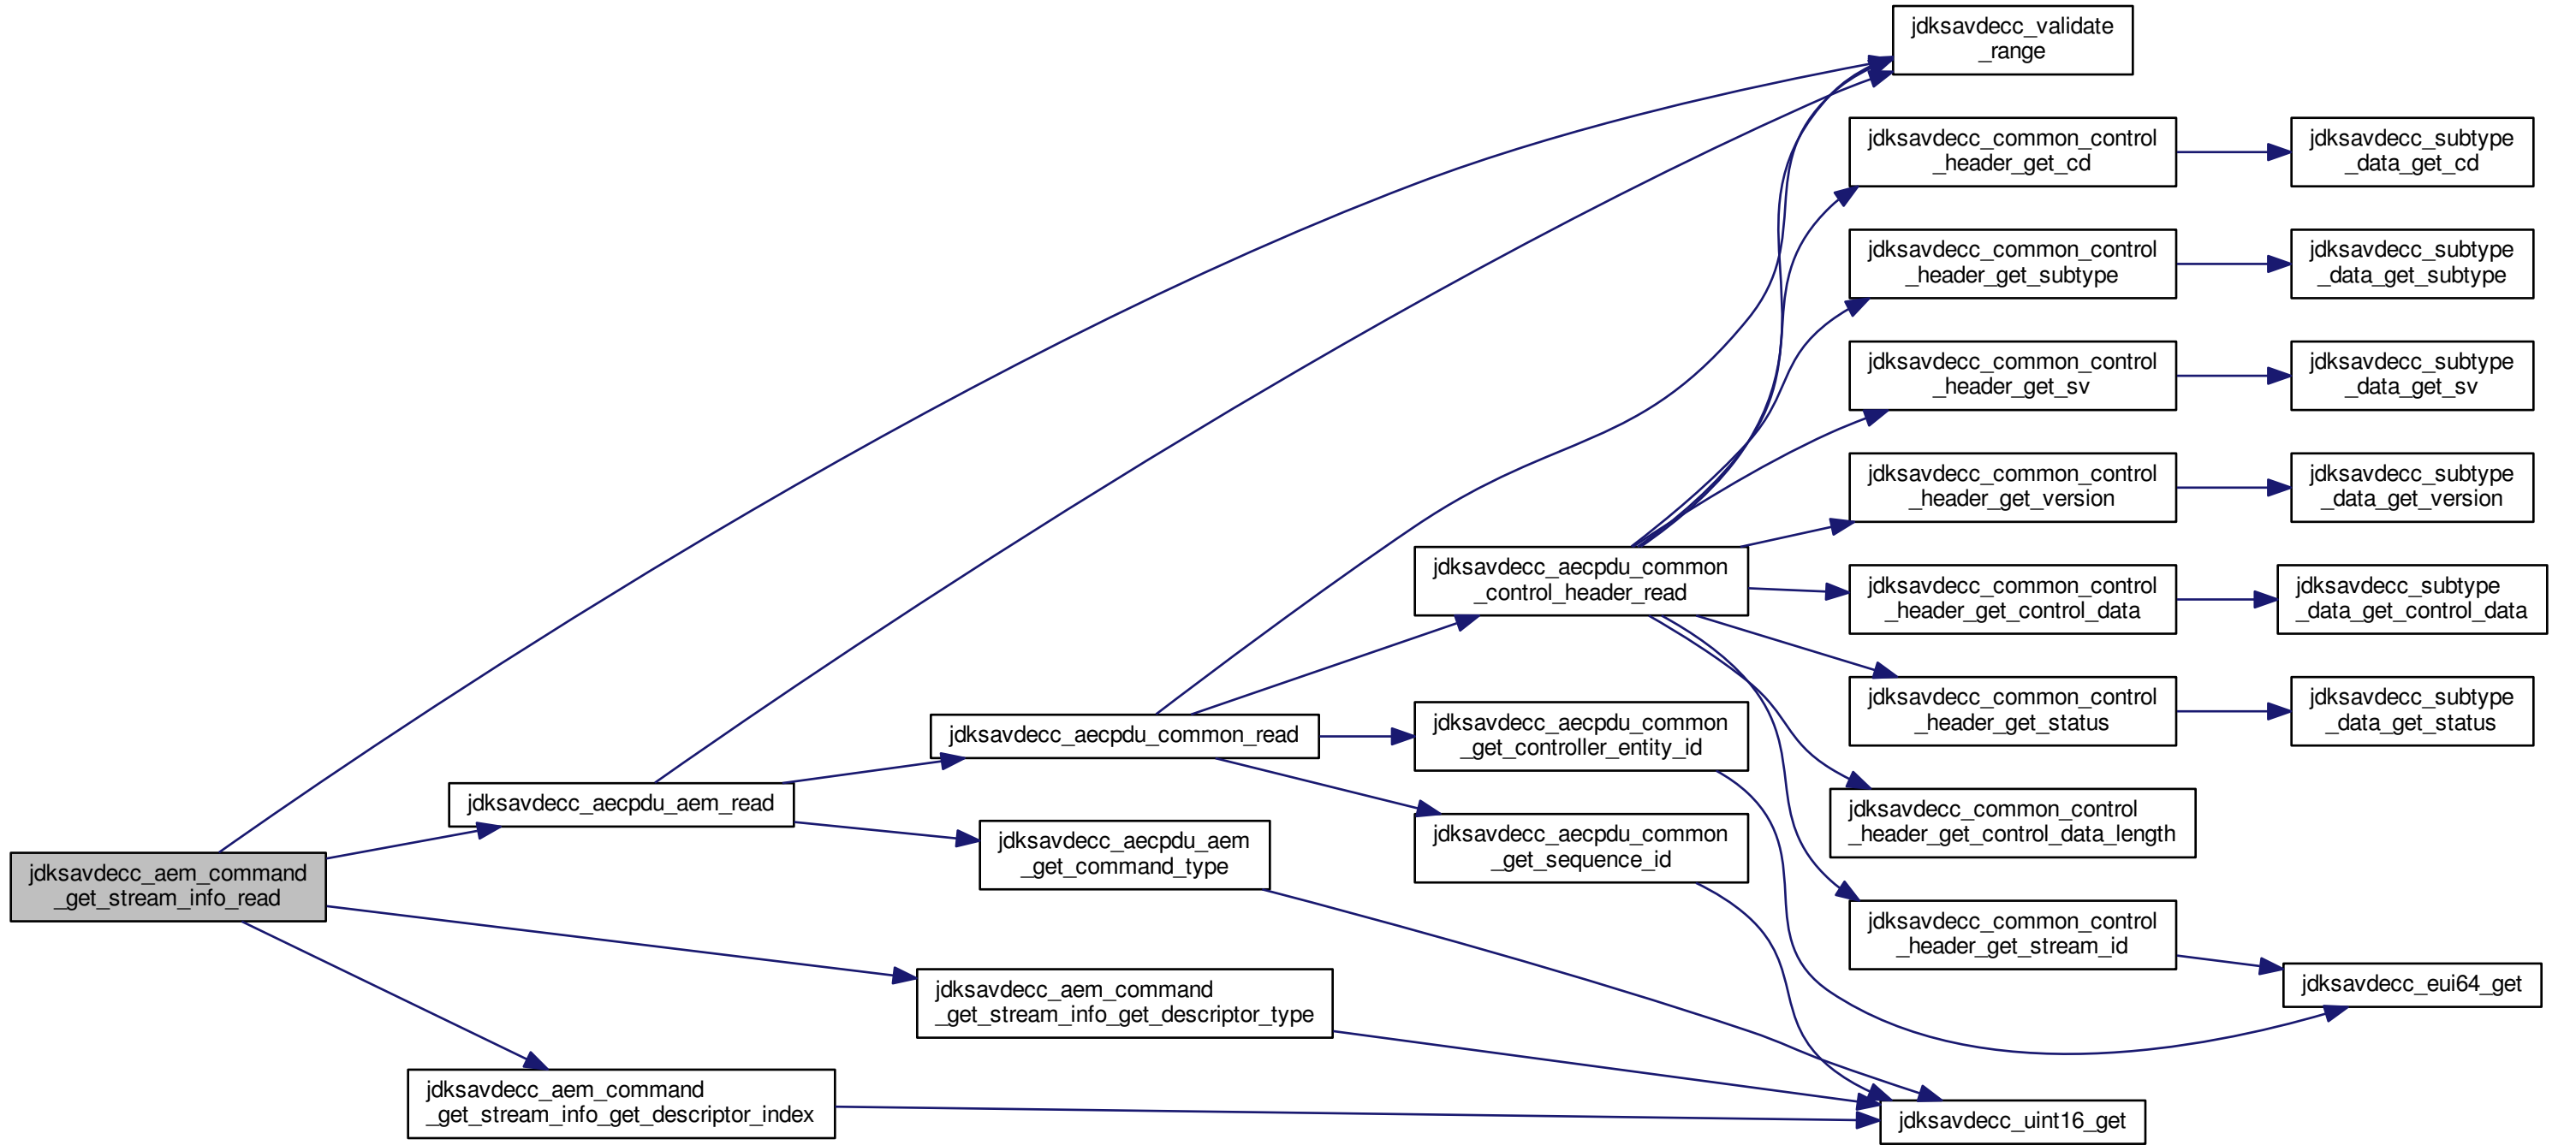 jdksavdecc_validate
_range
jdksavdecc_common_control
_header_get_cd
jdksavdecc_subtype
_data_get_cd
jdksavdecc_common_control
_header_get_subtype
jdksavdecc_subtype
_data_get_subtype
jdksavdecc_common_control
_header_get_sv
jdksavdecc_subtype
_data_get_sv
jdksavdecc_common_control
_header_get_version
jdksavdecc_subtype
_data_get_version
jdksavdecc_aecpdu_common
_control_header_read
jdksavdecc_common_control
_header_get_control_data
jdksavdecc_subtype
_data_get_control_data
jdksavdecc_common_control
_header_get_status
jdksavdecc_subtype
_data_get_status
jdksavdecc_aecpdu_common_read
jdksavdecc_aecpdu_common
_get_controller_entity_id
jdksavdecc_aecpdu_aem_read
jdksavdecc_common_control
_header_get_control_data_length
jdksavdecc_aecpdu_aem
_get_command_type
jdksavdecc_aecpdu_common
_get_sequence_id
jdksavdecc_aem_command
_get_stream_info_read
jdksavdecc_common_control
_header_get_stream_id
jdksavdecc_aem_command
_get_stream_info_get_descriptor_type
jdksavdecc_eui64_get
jdksavdecc_aem_command
_get_stream_info_get_descriptor_index
jdksavdecc_uint16_get